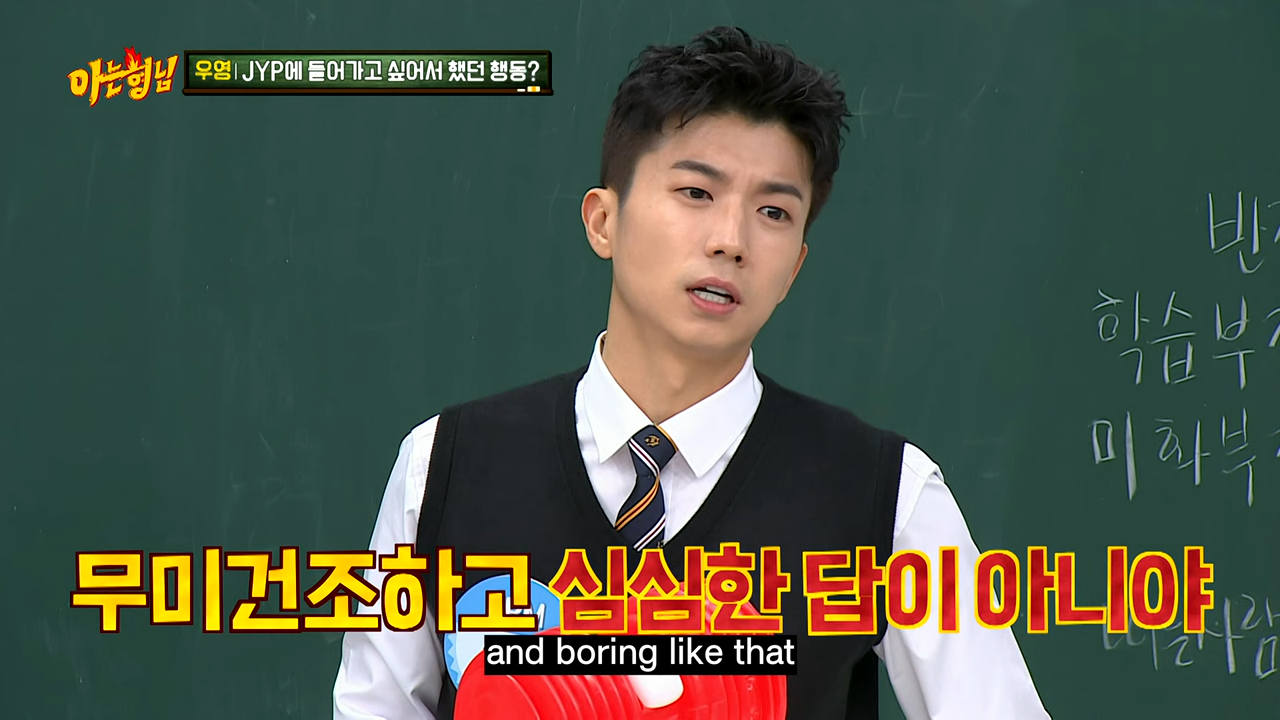 아는형님
우영 | JYP에 들어가고 싶어서 했던 행동?
반
학습부
미화부
무미건조하고 심심한 답이 아니야
and boring like that